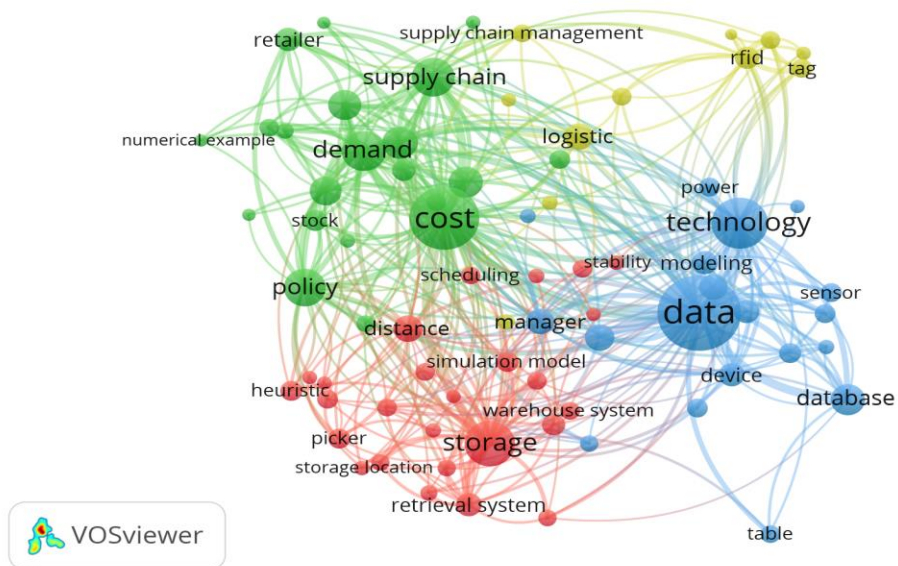 retailer
supply chain management
rfid
tag
supply chain
numerical example
demand
logistic
power
stock
cost
technology
scheduling
stability
modeling
policy
sensor
distance
manager
data
simulation model
heuristic
device
warehouse system
database
picker
storage
storage location
retrieval system
table
VOSviewer